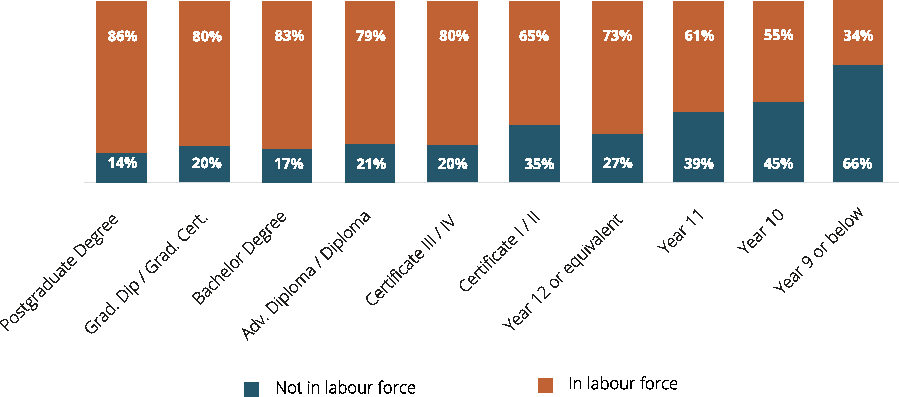 86% 80% 83% 79% 80% 65% 73% 61% 55% 34%
14% 20% 17% 21% 20% 35% 27% 39% 45% 66%
Postgraduate Degree
Grad. Dip / Grad. Cert.
Bachelor Degree
Adv. Diploma / Diploma
Certificate III / IV
Certificate I / II
Year 12 or equivalent
Year 11
Year 10
Year 9 or below
Not in labour force
In labour force